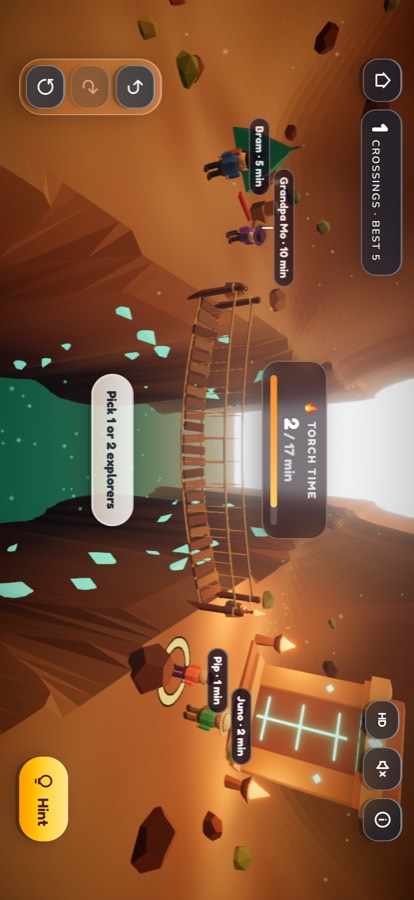 1 CROSSINGS · BEST 5
HD
🔥 TORCH TIME
2 / 17 min
Grandpa Mo · 10 min
Bram · 5 min
Juno · 2 min
Pip · 1 min
Pick 1 or 2 explorers
Hint